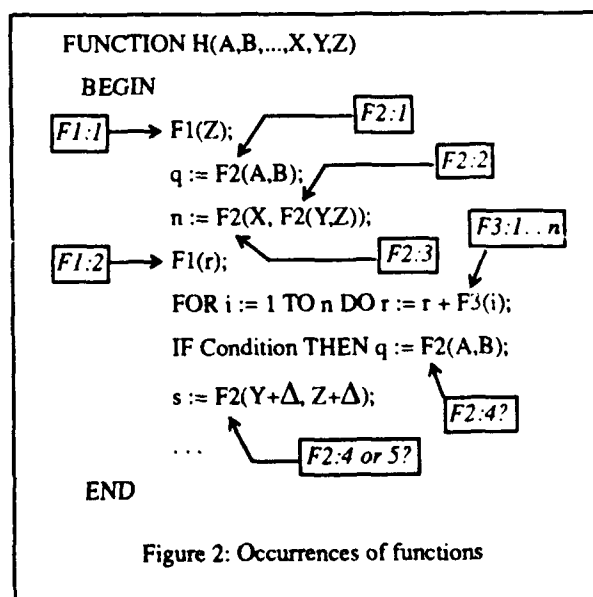 FUNCTION H(A,B,...,X,Y,Z)
BEGIN
F1:1
F1(Z);
F2:1
q := F2(A,B);
F2:2
n := F2(X, F2(Y,Z));
F3:1..n
F1:2
F1(r);
F2:3
FOR i := 1 TO n DO r := r + F3(i);
IF Condition THEN q := F2(A,B);
F2:4?
s := F2(Y+Δ, Z+Δ);
...
F2:4 or 5?
END
Figure 2: Occurrences of functions